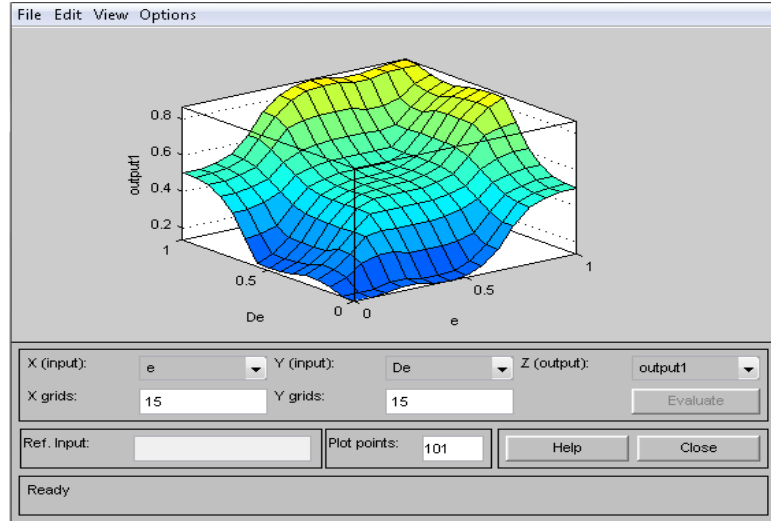 File Edit View Options
0.8
0.6
0.4
0.2
output1
1
0.5
0
De
0
0.5
1
e
X (input): e Y (input): De Z (output): output1
X grids: 15 Y grids: 15 Evaluate
Ref. Input: Plot points: 101 Help Close
Ready